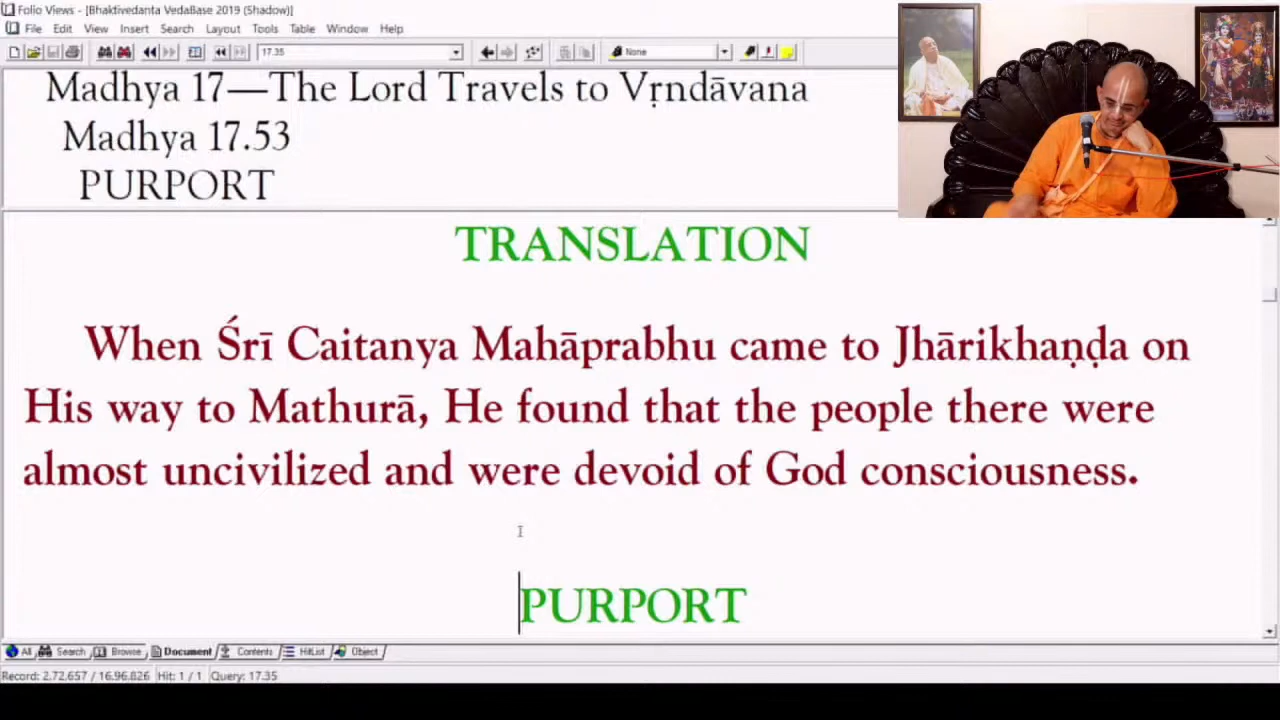 Folio Views - [Bhaktivedanta VedaBase 2019 (Shadow)]
File Edit View Insert Search Layout Tools Table Window Help
17.35 None
Madhya 17—The Lord Travels to Vṛndāvana
Madhya 17.53
PURPORT
TRANSLATION
When Śrī Caitanya Mahāprabhu came to Jhārikhaṇḍa on
His way to Mathurā, He found that the people there were
almost uncivilized and were devoid of God consciousness.
PURPORT
All Search Browse Document Contents HitList Object
Record: 2,72,657 / 16,96,826 Hit: 1 / 1 Query: 17.35